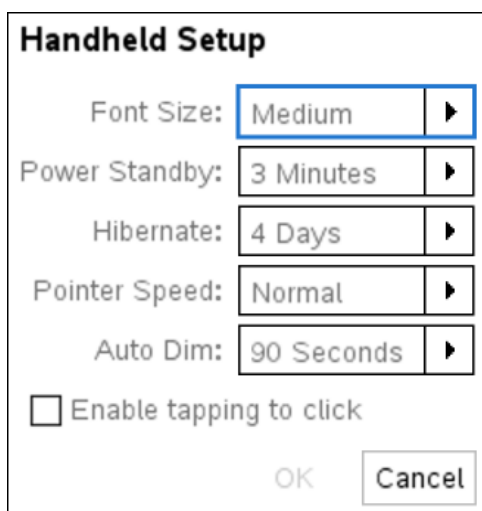 Handheld Setup
Font Size: Medium
Power Standby: 3 Minutes
Hibernate: 4 Days
Pointer Speed: Normal
Auto Dim: 90 Seconds
Enable tapping to click
OK Cancel